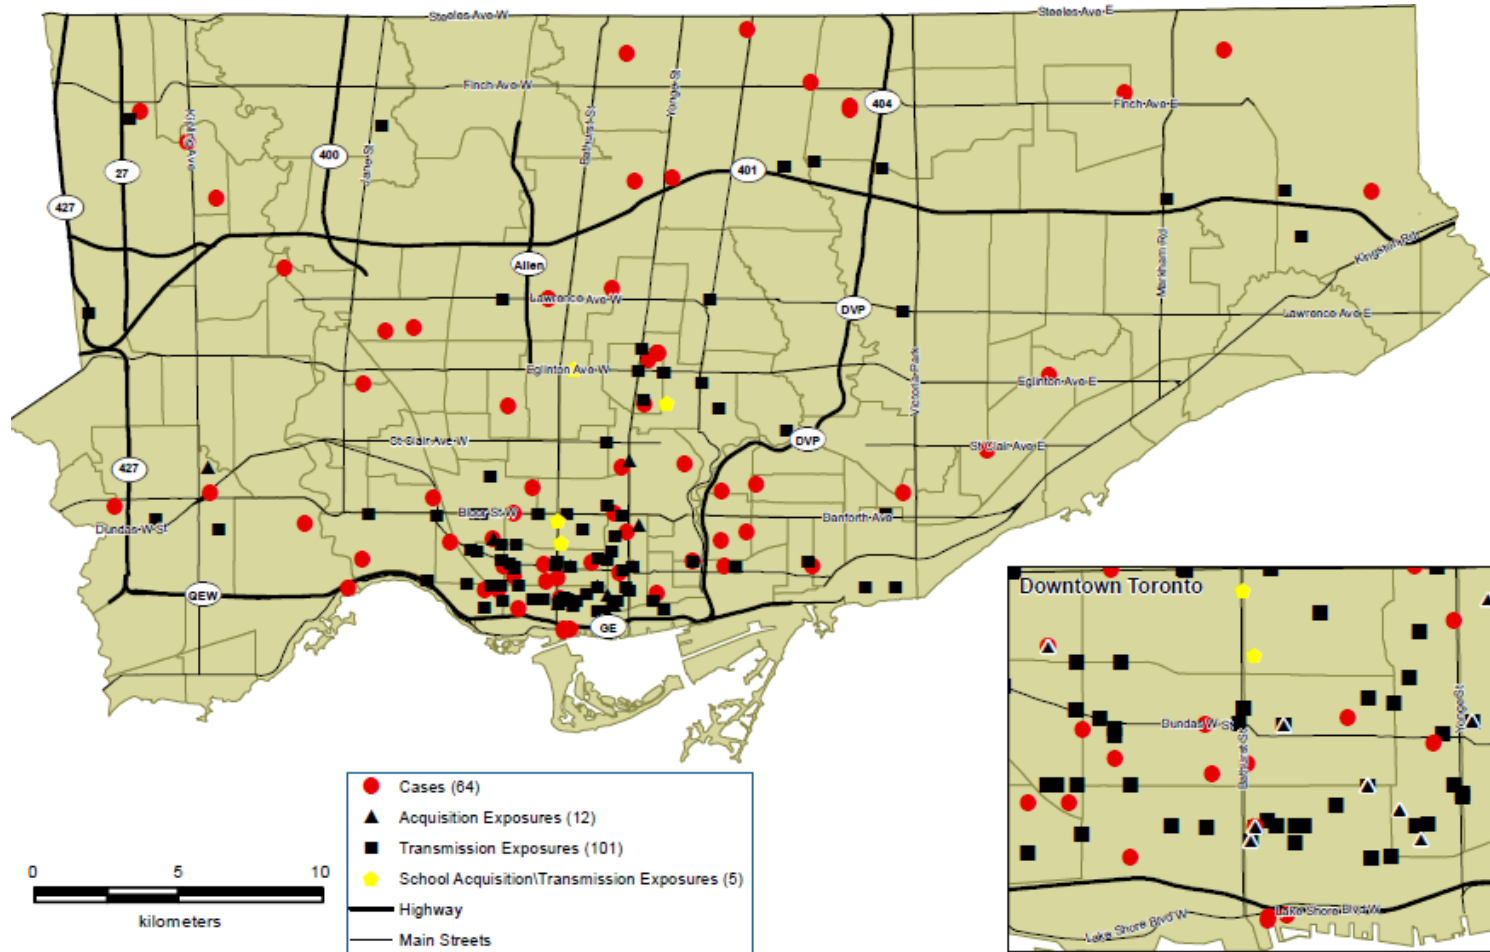 Steeles Ave W
Steeles Ave E
Finch Ave W
Finch Ave E
Kipling Ave
Jane St
Bathurst St
Yonge St
404
400
27
401
427
Allen
Markham Rd
Kingston Rd
Lawrence Ave W
DVP
Lawrence Ave E
Eglinton Ave W
Eglinton Ave E
Victoria Park
St Clair Ave W
DVP
St Clair Ave E
427
Bloor St W
Danforth Ave
Dundas W St
QEW
GE
Downtown Toronto
Dundas W St
Bathurst St
Yonge St
Lake Shore Blvd W
Lake Shore Blvd W
Cases (64)
Acquisition Exposures (12)
Transmission Exposures (101)
School Acquisition\Transmission Exposures (5)
Highway
Main Streets
0 5 10
kilometers